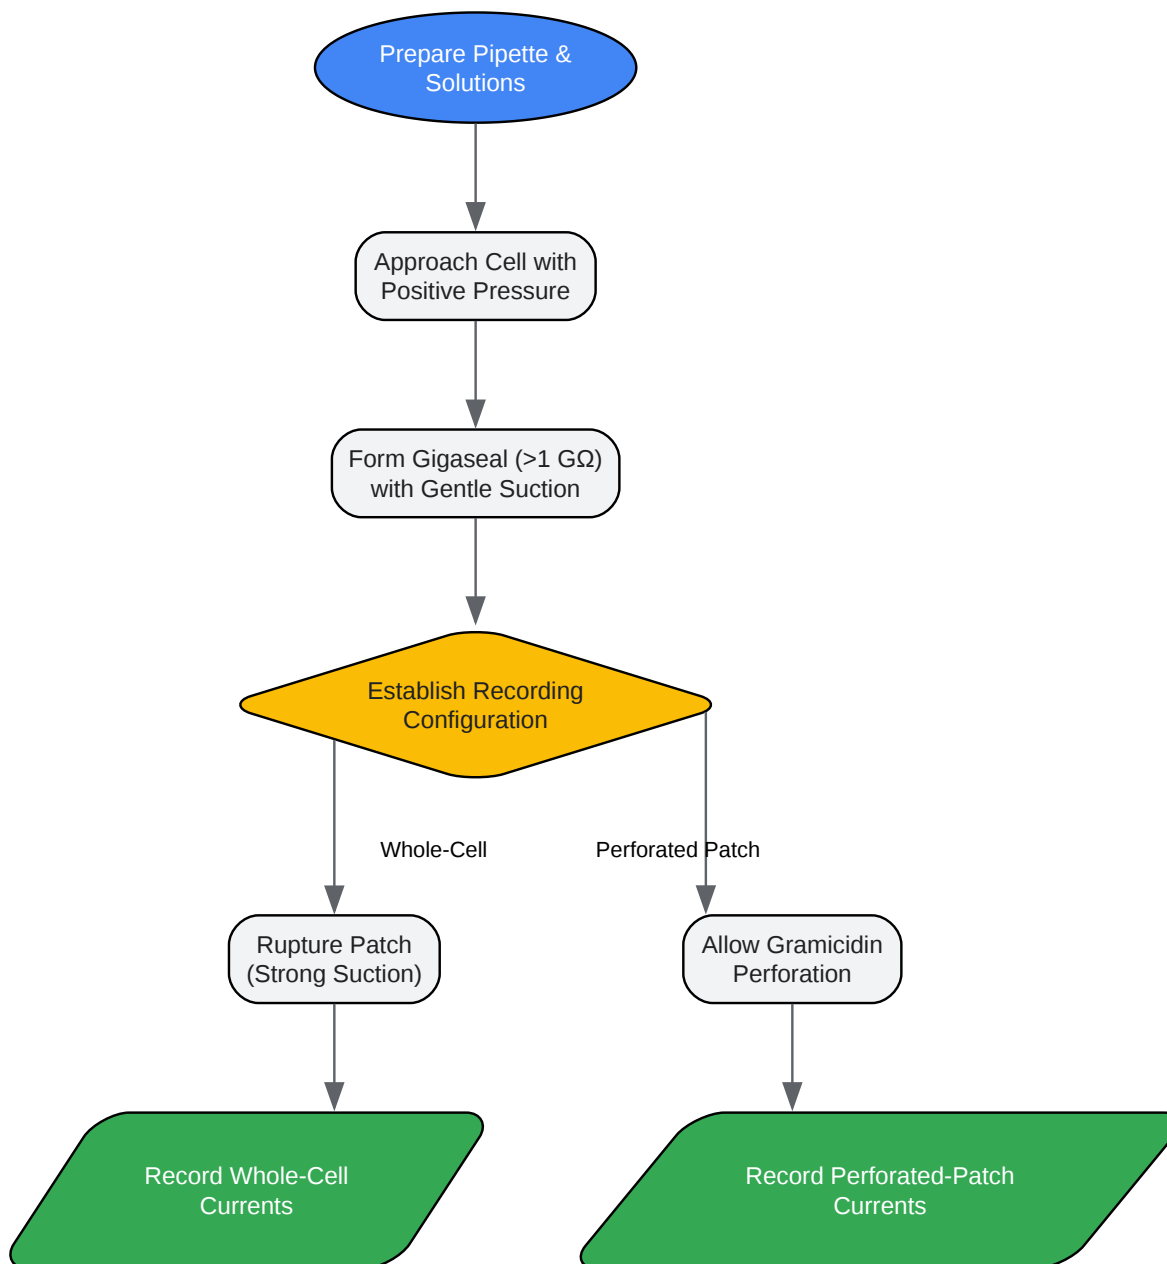 Prepare Pipette &
Solutions
Approach Cell with
Positive Pressure
Form Gigaseal (>1 GΩ)
with Gentle Suction
Establish Recording
Configuration
Whole-Cell
Perforated Patch
Rupture Patch
(Strong Suction)
Allow Gramicidin
Perforation
Record Whole-Cell
Currents
Record Perforated-Patch
Currents